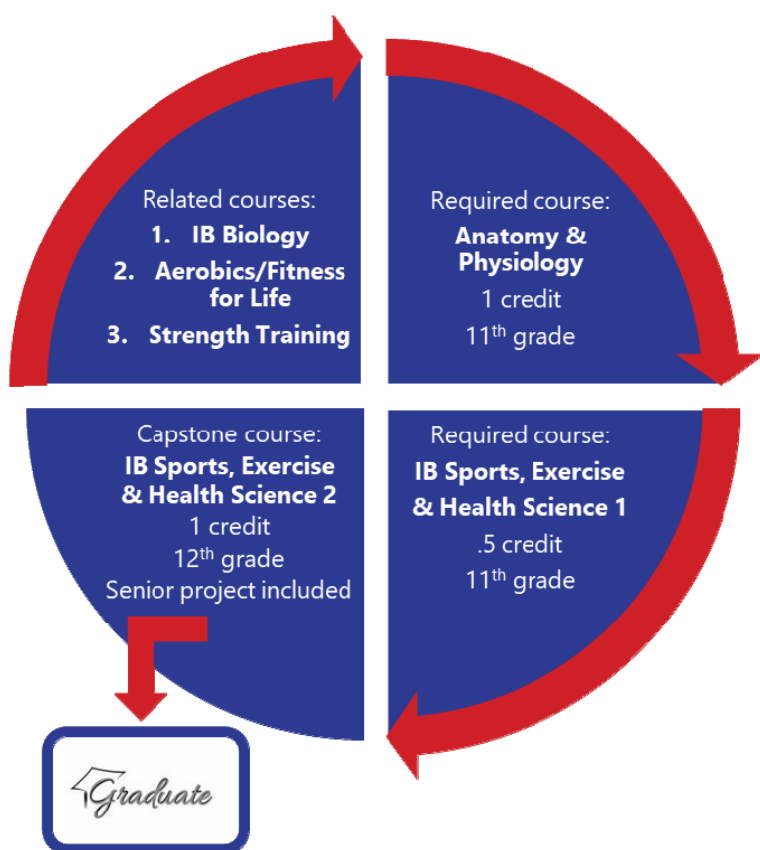 Related courses:
1. IB Biology
2. Aerobics/Fitness
for Life
3. Strength Training
Required course:
Anatomy &
Physiology
1 credit
11th grade
Required course:
IB Sports, Exercise
& Health Science 1
.5 credit
11th grade
Capstone course:
IB Sports, Exercise
& Health Science 2
1 credit
12th grade
Senior project included
Graduate